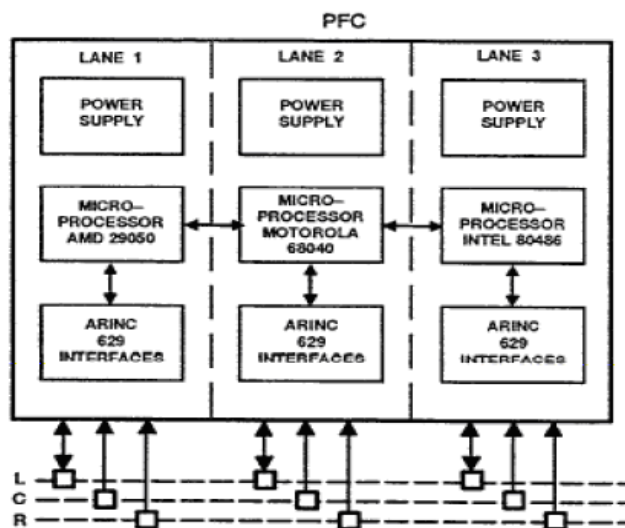 PFC
LANE 1
LANE 2
LANE 3
POWER
SUPPLY
POWER
SUPPLY
POWER
SUPPLY
MICRO–
PROCESSOR
AMD 29050
MICRO–
PROCESSOR
MOTOROLA
68040
MICRO–
PROCESSOR
INTEL 80486
ARINC
629
INTERFACES
ARINC
629
INTERFACES
ARINC
629
INTERFACES
L
C
R